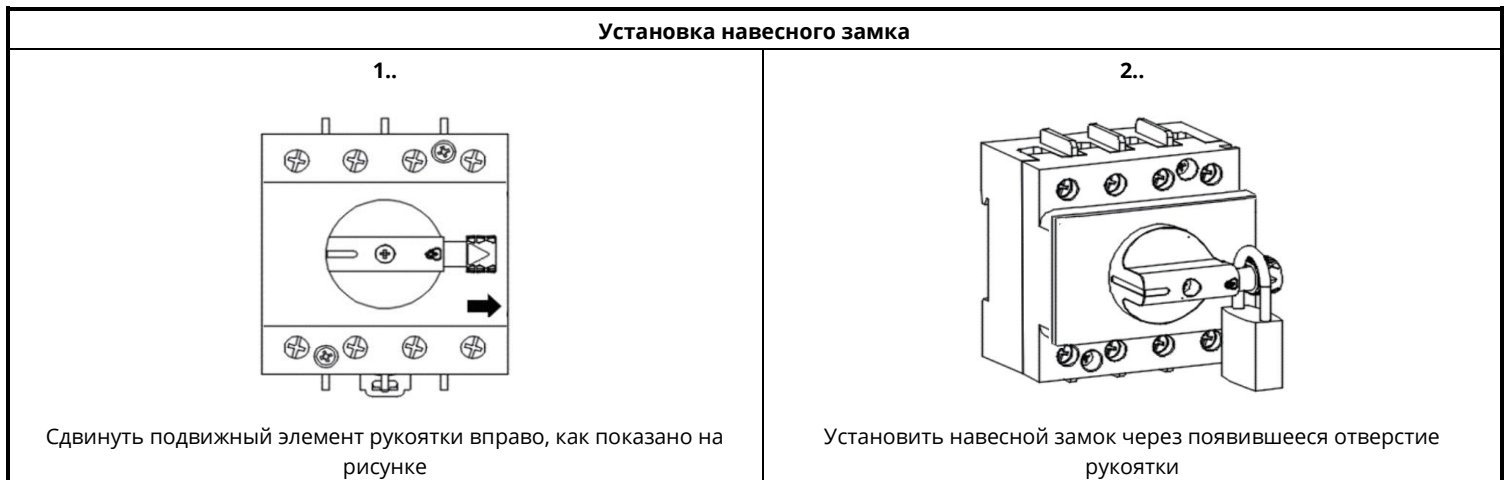 Установка навесного замка
1..
2..
Сдвинуть подвижный элемент рукоятки вправо, как показано на
рисунке
Установить навесной замок через появившееся отверстие
рукоятки